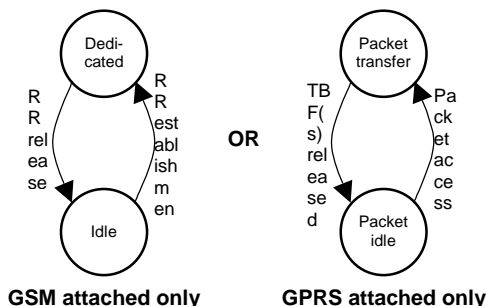 Dedi-
cated
R
R
rel
ea
se
R
R
est
abl
ish
m
en
Idle
GSM attached only
OR
Packet
transfer
TB
F(
s)
rel
ea
se
d
Pa
ck
et
ac
ce
ss
Packet
idle
GPRS attached only